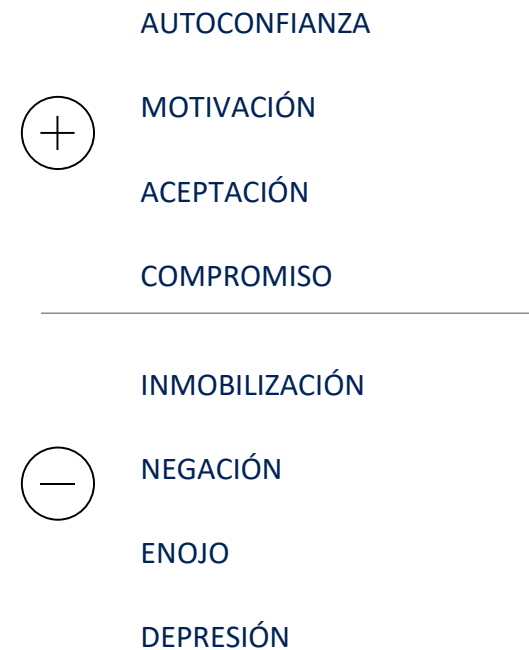 AUTOCONFIANZA
MOTIVACIÓN
ACEPTACIÓN
COMPROMISO
INMOBILIZACIÓN
NEGACIÓN
ENOJO
DEPRESIÓN